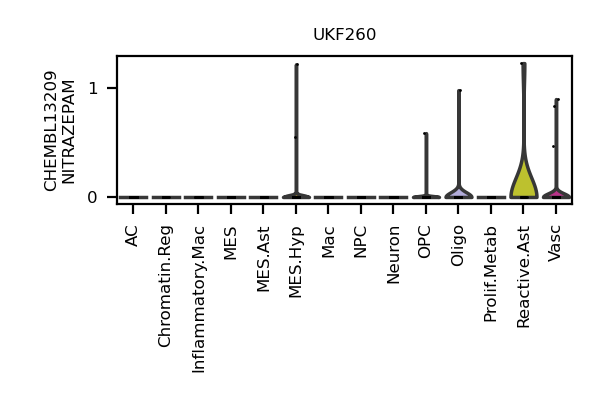 UKF260
CHEMBL13209
NITRAZEPAM
1
0
AC
Chromatin.Reg
Inflammatory.Mac
MES
MES.Ast
MES.Hyp
Mac
NPC
Neuron
OPC
Oligo
Prolif.Metab
Reactive.Ast
Vasc